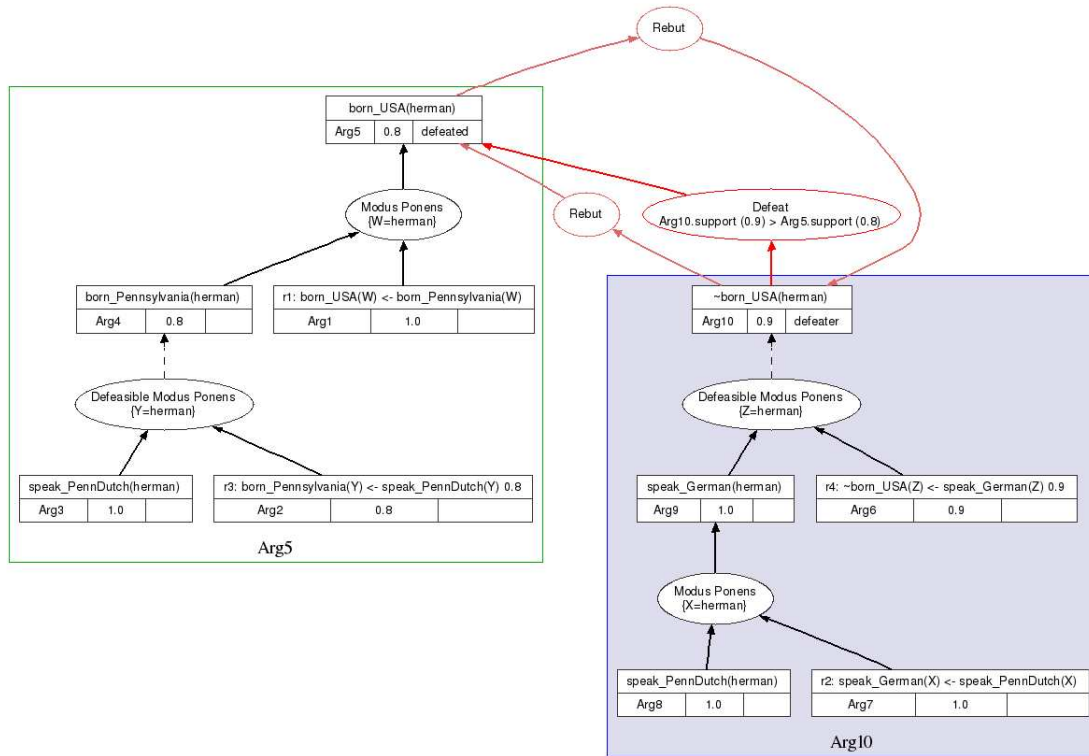 Rebut
born_USA(herman)
Arg5 0.8 defeated
Modus Ponens
{W=herman}
Rebut
Defeat
Arg10.support (0.9) > Arg5.support (0.8)
born_Pennsylvania(herman)
Arg4 0.8
r1: born_USA(W) <- born_Pennsylvania(W)
Arg1 1.0
~born_USA(herman)
Arg10 0.9 defeater
Defeasible Modus Ponens
{Y=herman}
Defeasible Modus Ponens
{Z=herman}
speak_PennDutch(herman)
Arg3 1.0
r3: born_Pennsylvania(Y) <- speak_PennDutch(Y) 0.8
Arg2 0.8
speak_German(herman)
Arg9 1.0
r4: ~born_USA(Z) <- speak_German(Z) 0.9
Arg6 0.9
Arg5
Modus Ponens
{X=herman}
speak_PennDutch(herman)
Arg8 1.0
r2: speak_German(X) <- speak_PennDutch(X)
Arg7 1.0
Arg10